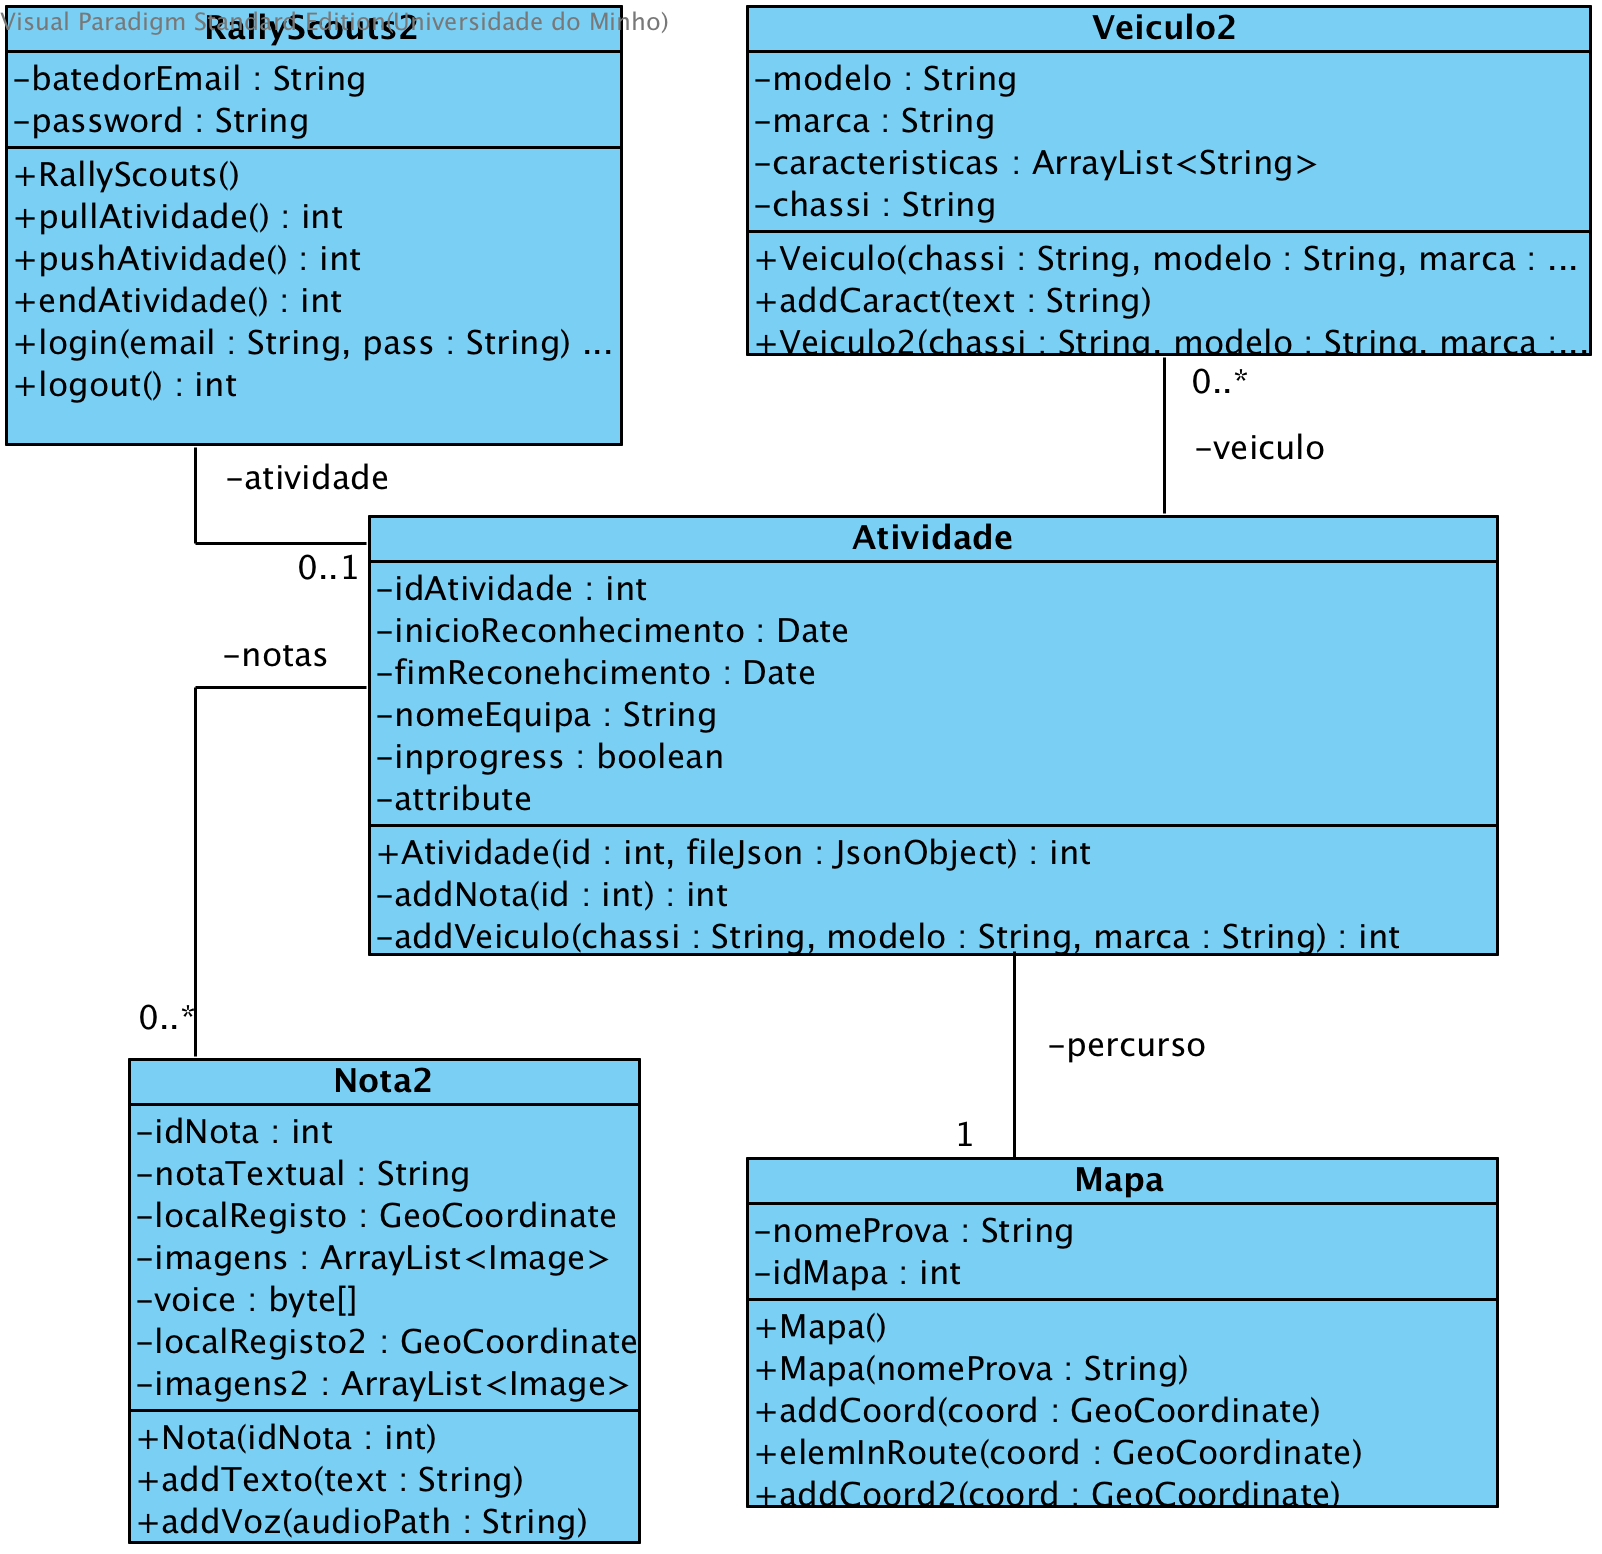 Visual Paradigm Standard Edition(Universidade do Minho)
RallyScouts2
-batedorEmail : String
-password : String
+RallyScouts()
+pullAtividade() : int
+pushAtividade() : int
+endAtividade() : int
+login(email : String, pass : String) ...
+logout() : int
Veiculo2
-modelo : String
-marca : String
-caracteristicas : ArrayList<String>
-chassi : String
+Veiculo(chassi : String, modelo : String, marca : ...
+addCaract(text : String)
+Veiculo2(chassi : String, modelo : String, marca :...
0..*
-veiculo
-atividade
0..1
Atividade
-idAtividade : int
-inicioReconhecimento : Date
-fimReconehcimento : Date
-nomeEquipa : String
-inprogress : boolean
-attribute
+Atividade(id : int, fileJson : JsonObject) : int
-addNota(id : int) : int
-addVeiculo(chassi : String, modelo : String, marca : String) : int
-notas
0..*
-percurso
1
Nota2
-idNota : int
-notaTextual : String
-localRegisto : GeoCoordinate
-imagens : ArrayList<Image>
-voice : byte[]
-localRegisto2 : GeoCoordinate
-imagens2 : ArrayList<Image>
+Nota(idNota : int)
+addTexto(text : String)
+addVoz(audioPath : String)
Mapa
-nomeProva : String
-idMapa : int
+Mapa()
+Mapa(nomeProva : String)
+addCoord(coord : GeoCoordinate)
+elemInRoute(coord : GeoCoordinate)
+addCoord2(coord : GeoCoordinate)